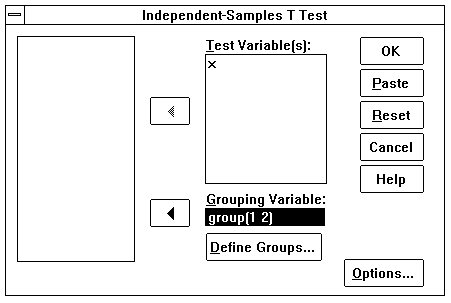 Independent-Samples T Test
Test Variable(s):
x
OK
Paste
Reset
Cancel
Help
Grouping Variable:
group(1 2)
Define Groups...
Options...